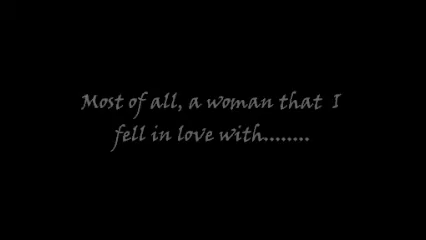 Most of all, a woman that I
fell in love with........